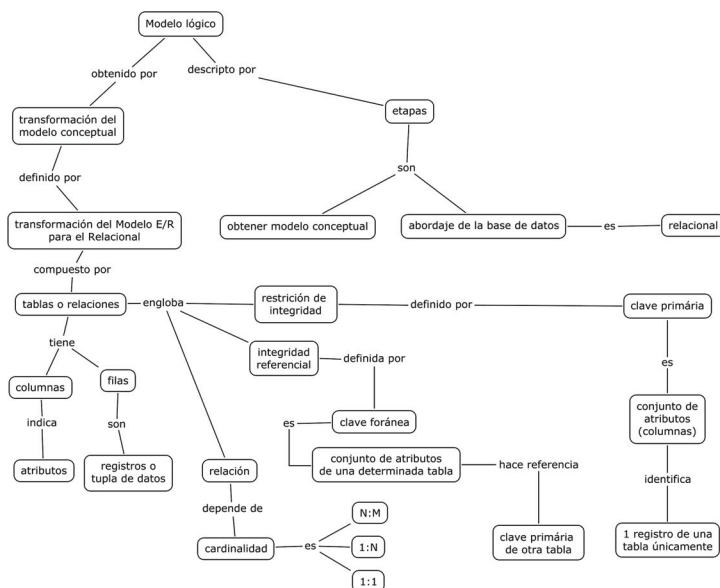 Modelo lógico
obtenido por
descripto por
transformación del
modelo conceptual
etapas
son
definido por
transformación del Modelo E/R
para el Relacional
obtener modelo conceptual
abordaje de la base de datos
es
relacional
compuesto por
tablas o relaciones
engloba
restrición de
integridad
definido por
clave primária
tiene
integridad
referencial
definida por
es
columnas
filas
indica
son
es
clave foránea
conjunto de
atributos
(columnas)
atributos
registros o
tupla de datos
relación
conjunto de atributos
de una determinada tabla
hace referencia
identifica
depende de
N:M
cardinalidad
es
1:N
clave primária
de otra tabla
1 registro de una
tabla únicamente
1:1